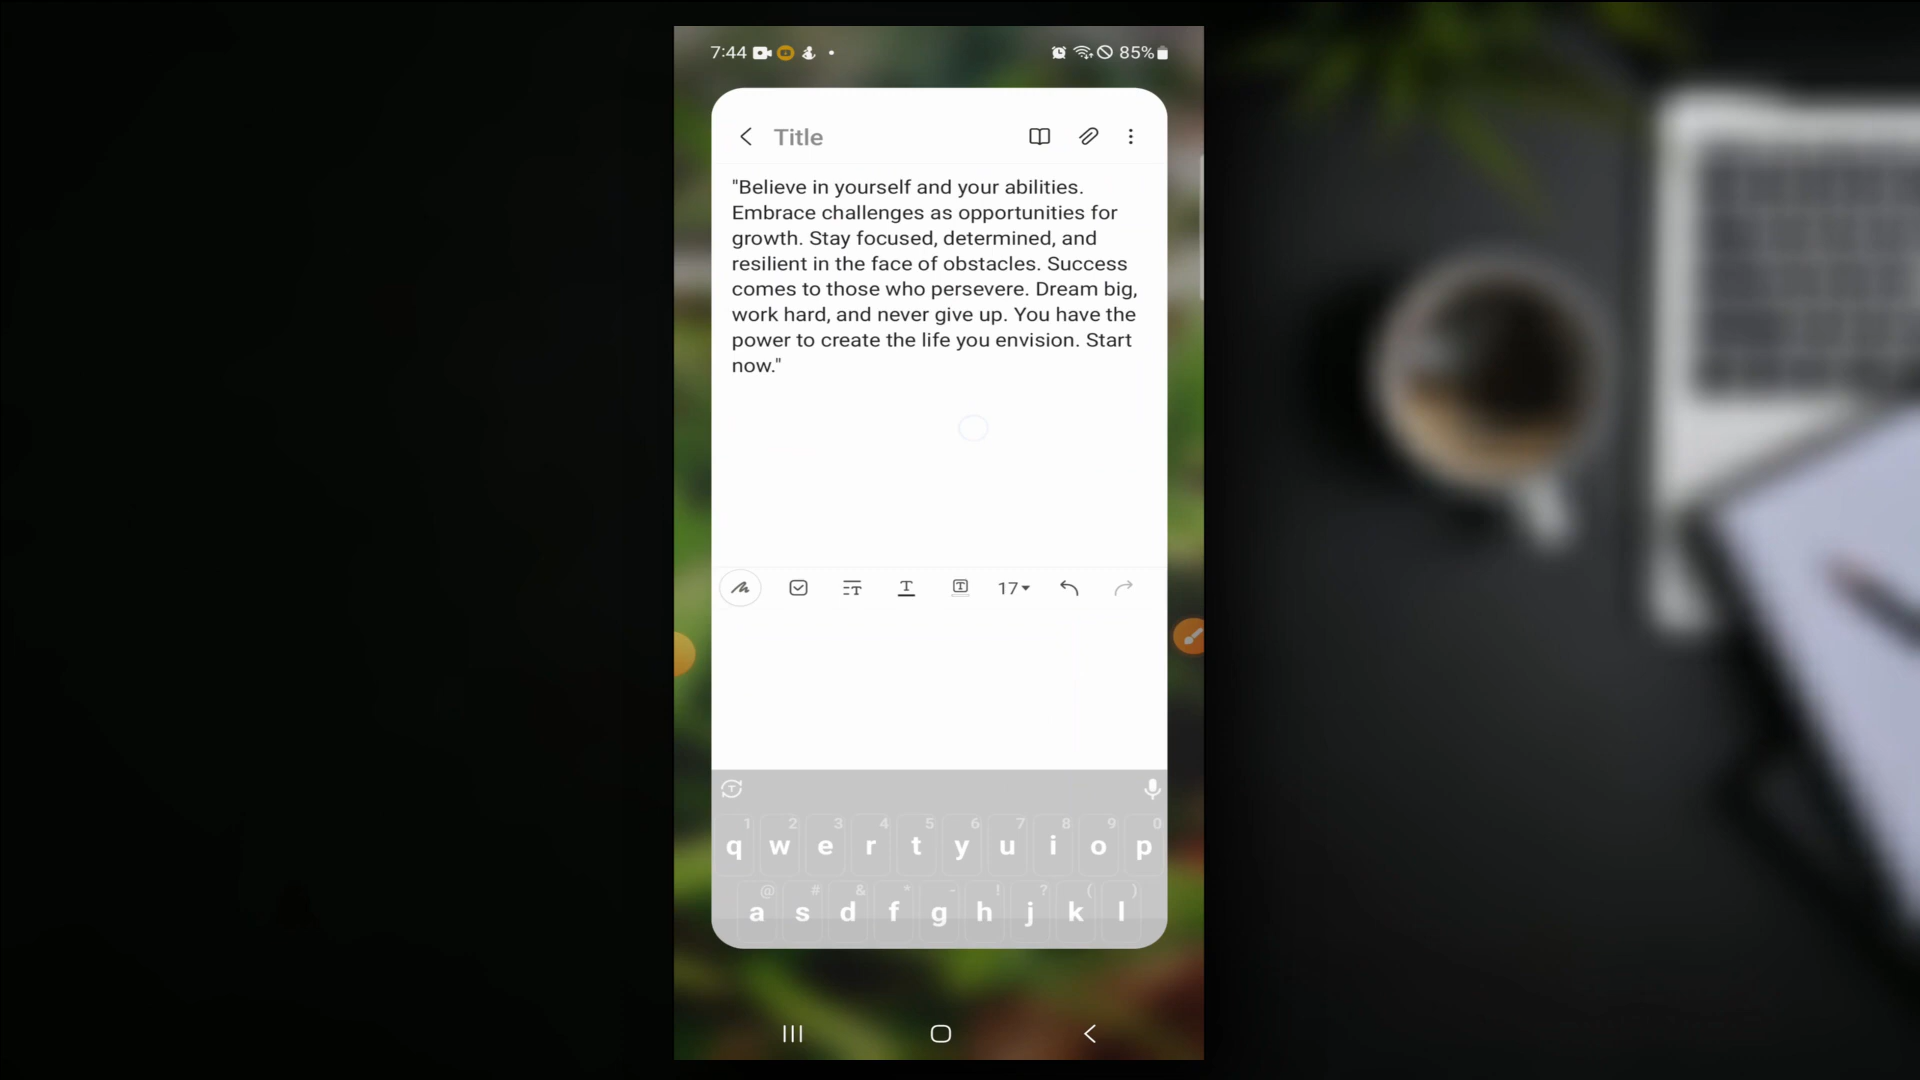 7:44
85%
Title
"Believe in yourself and your abilities.
Embrace challenges as opportunities for
growth. Stay focused, determined, and
resilient in the face of obstacles. Success
comes to those who persevere. Dream big,
work hard, and never give up. You have the
power to create the life you envision. Start
now."
17
1 2 3 4 5 6 7 8 9 0
q w e r t y u i o p
@ # & * - ! ? ( )
a s d f g h j k l